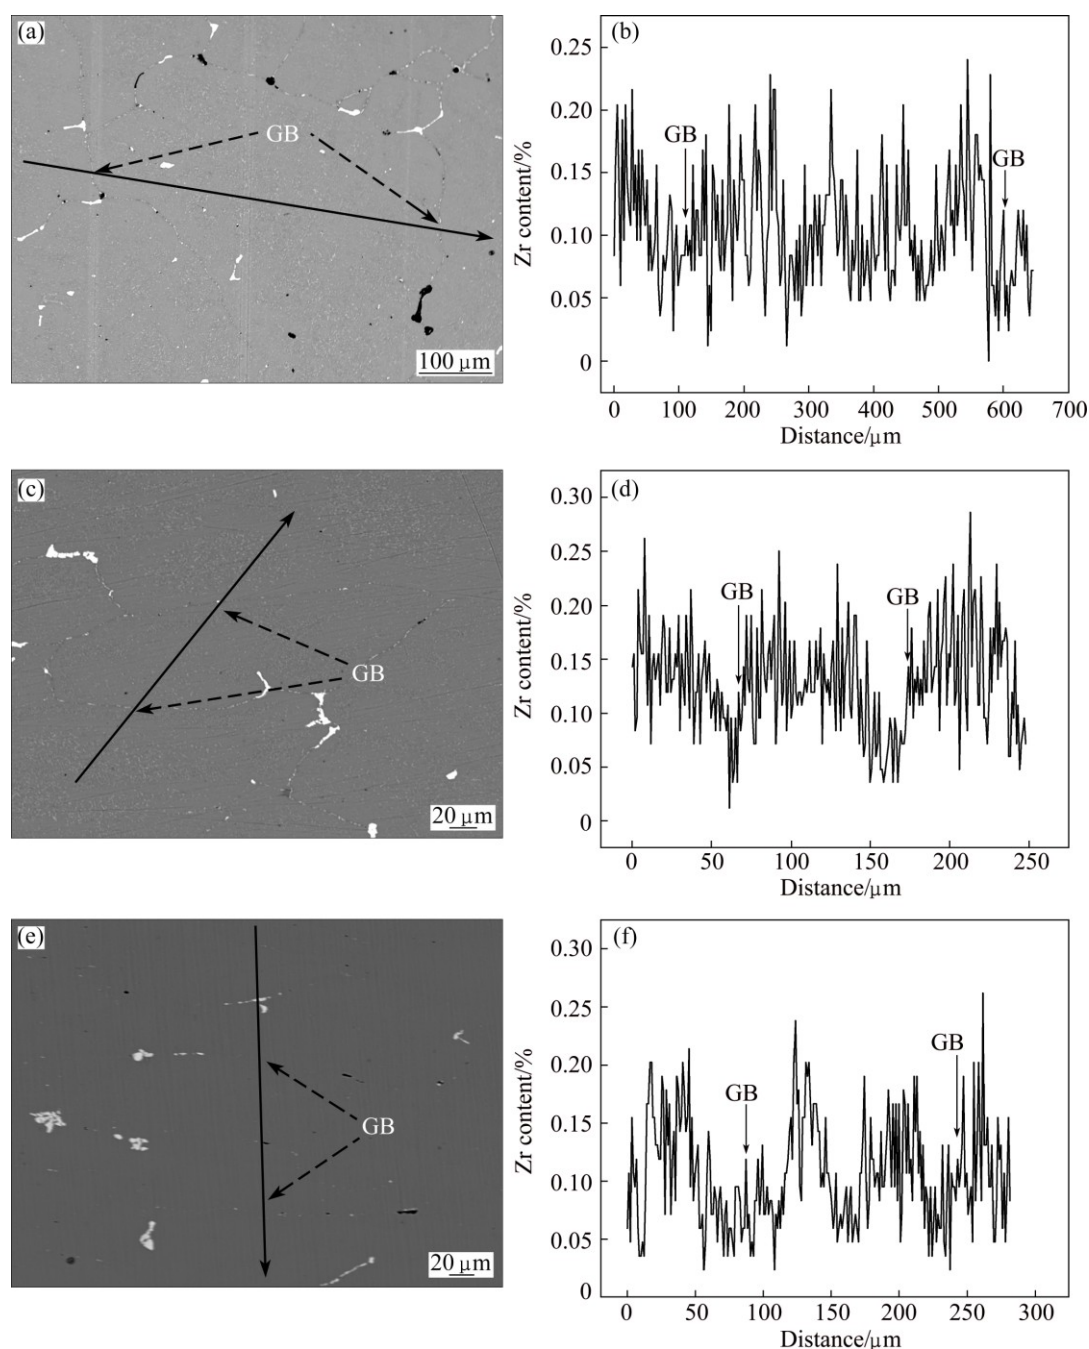 (a)
GB
100 μm
(b)
Zr content/%
0.25
0.20
0.15
0.10
0.05
0
GB
GB
0 100 200 300 400 500 600 700
Distance/μm
(c)
GB
20 μm
(d)
Zr content/%
0.30
0.25
0.20
0.15
0.10
0.05
0
GB
GB
0 50 100 150 200 250
Distance/μm
(e)
GB
20 μm
(f)
Zr content/%
0.30
0.25
0.20
0.15
0.10
0.05
0
GB
GB
0 50 100 150 200 250 300
Distance/μm